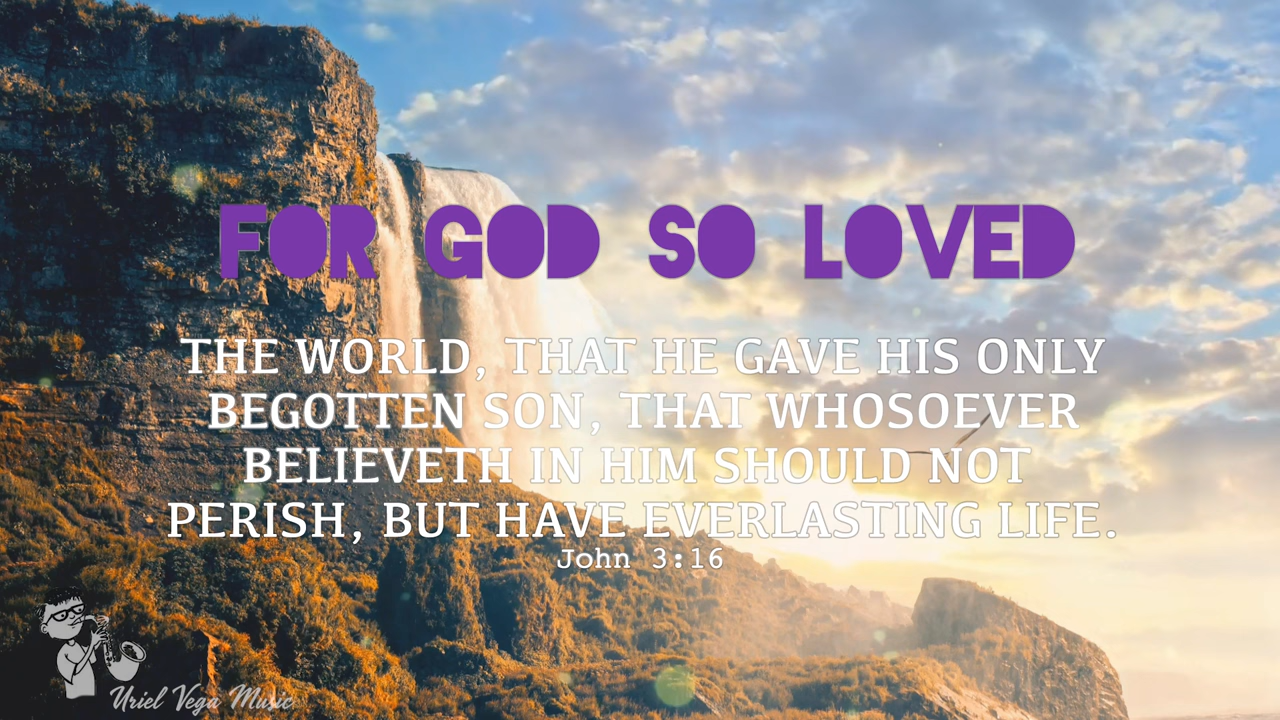 FOR GOD SO LOVED
THE WORLD, THAT HE GAVE HIS ONLY
BEGOTTEN SON, THAT WHOSOEVER
BELIEVETH IN HIM SHOULD NOT
PERISH, BUT HAVE EVERLASTING LIFE.
John 3:16
Uriel Vega Music